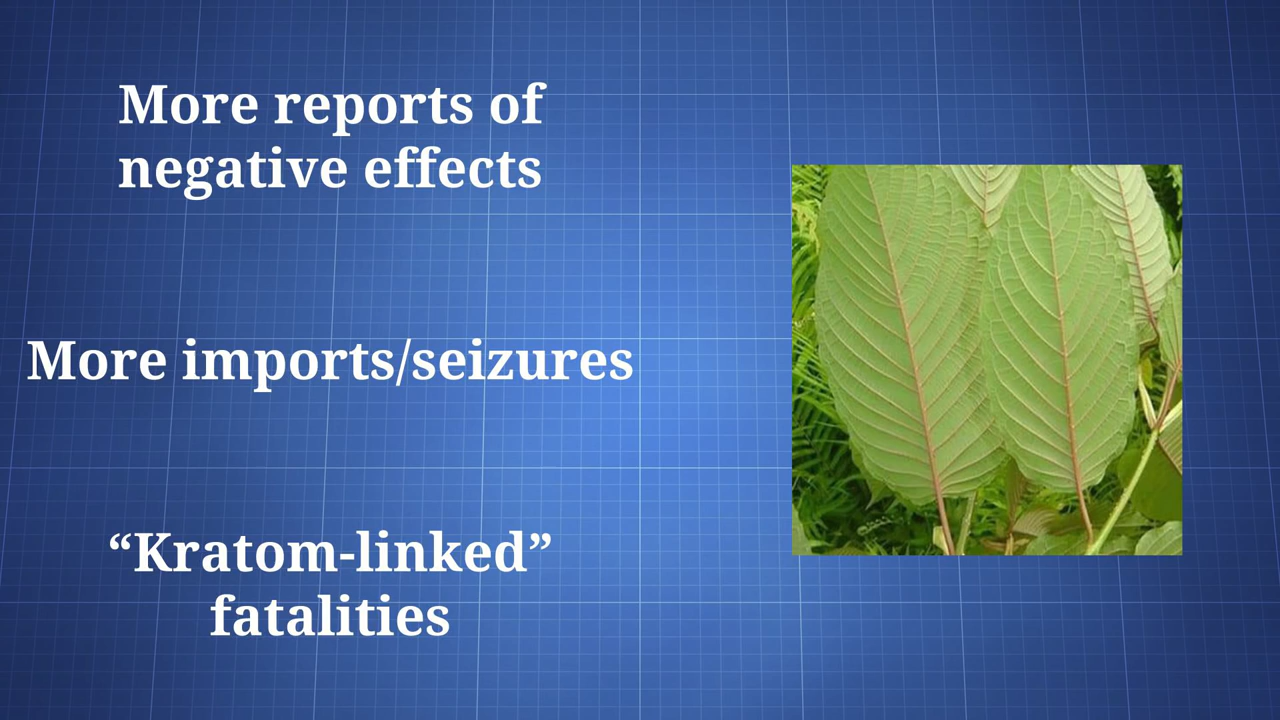 More reports of
negative effects
More imports/seizures
“Kratom-linked”
fatalities